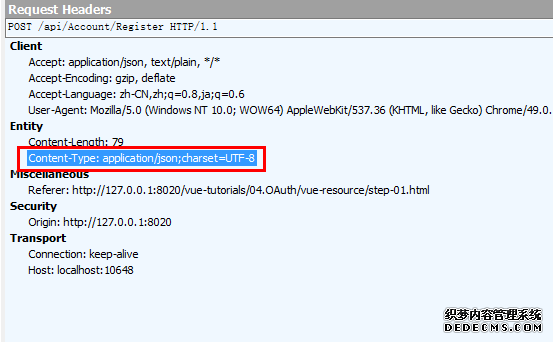 Request Headers
POST /api/Account/Register HTTP/1.1
Client
Accept: application/json, text/plain, */*
Accept-Encoding: gzip, deflate
Accept-Language: zh-CN,zh;q=0.8,ja;q=0.6
User-Agent: Mozilla/5.0 (Windows NT 10.0; WOW64) AppleWebKit/537.36 (KHTML, like Gecko) Chrome/49.0.
Entity
Content-Length: 79
Content-Type: application/json;charset=UTF-8
Miscellaneous
Referer: http://127.0.0.1:8020/vue-tutorials/04.OAuth/vue-resource/step-01.html
Security
Origin: http://127.0.0.1:8020
Transport
Connection: keep-alive
Host: localhost:10648
织梦内容管理系统
DEDECMS.COM